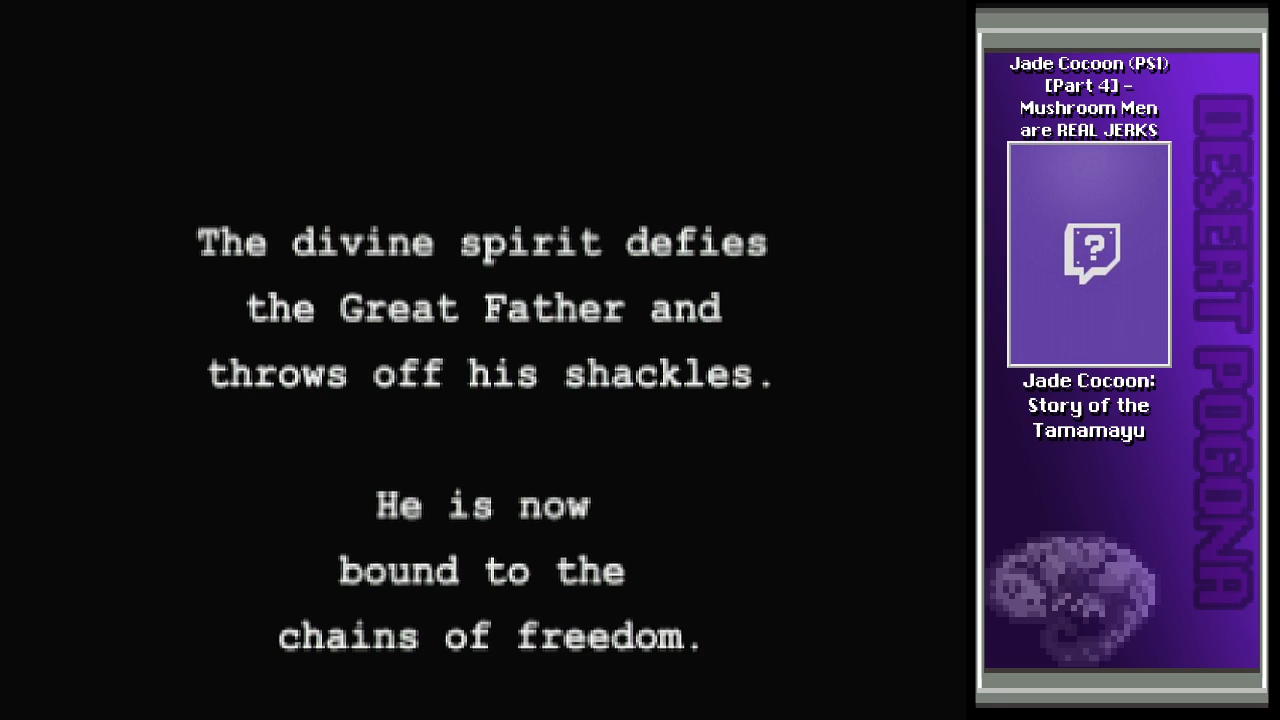 The divine spirit defies
the Great Father and
throws off his shackles.
He is now
bound to the
chains of freedom.
Jade Cocoon (PS1)
[Part 4] -
Mushroom Men
are REAL JERKS
?
Jade Cocoon:
Story of the
Tamamayu
DESERT POGONA